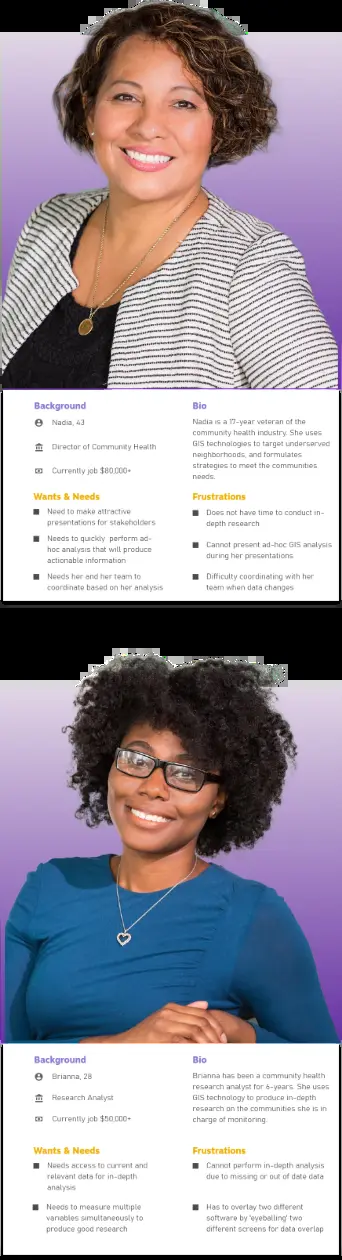 Background
Nadia, 43
Director of Community Health
Currently job $80,000+
Bio
Nadia is a 17-year veteran of the
community health industry. She uses
GIS technologies to target underserved
neighborhoods, and formulates
strategies to meet the communities
needs.
Wants & Needs
Need to make attractive
presentations for stakeholders
Needs to quickly perform ad-
hoc analysis that will produce
actionable information
Needs her and her team to
coordinate based on her analysis
Frustrations
Does not have time to conduct in-
depth research
Cannot present ad-hoc GIS analysis
during her presentations
Difficulty coordinating with her
team when data changes
Background
Brianna, 28
Research Analyst
Currently job $50,000+
Bio
Brianna has been a community health
research analyst for 6-years. She uses
GIS technology to produce in-depth
research on the communities she is in
charge of monitoring.
Wants & Needs
Needs access to current and
relevant data for in-depth
analysis
Needs to measure multiple
variables simultaneously to
produce good research
Frustrations
Cannot perform in-depth analysis
due to missing or out of date data
Has to overlay two different
software by 'eyeballing' two
different screens for data overlap